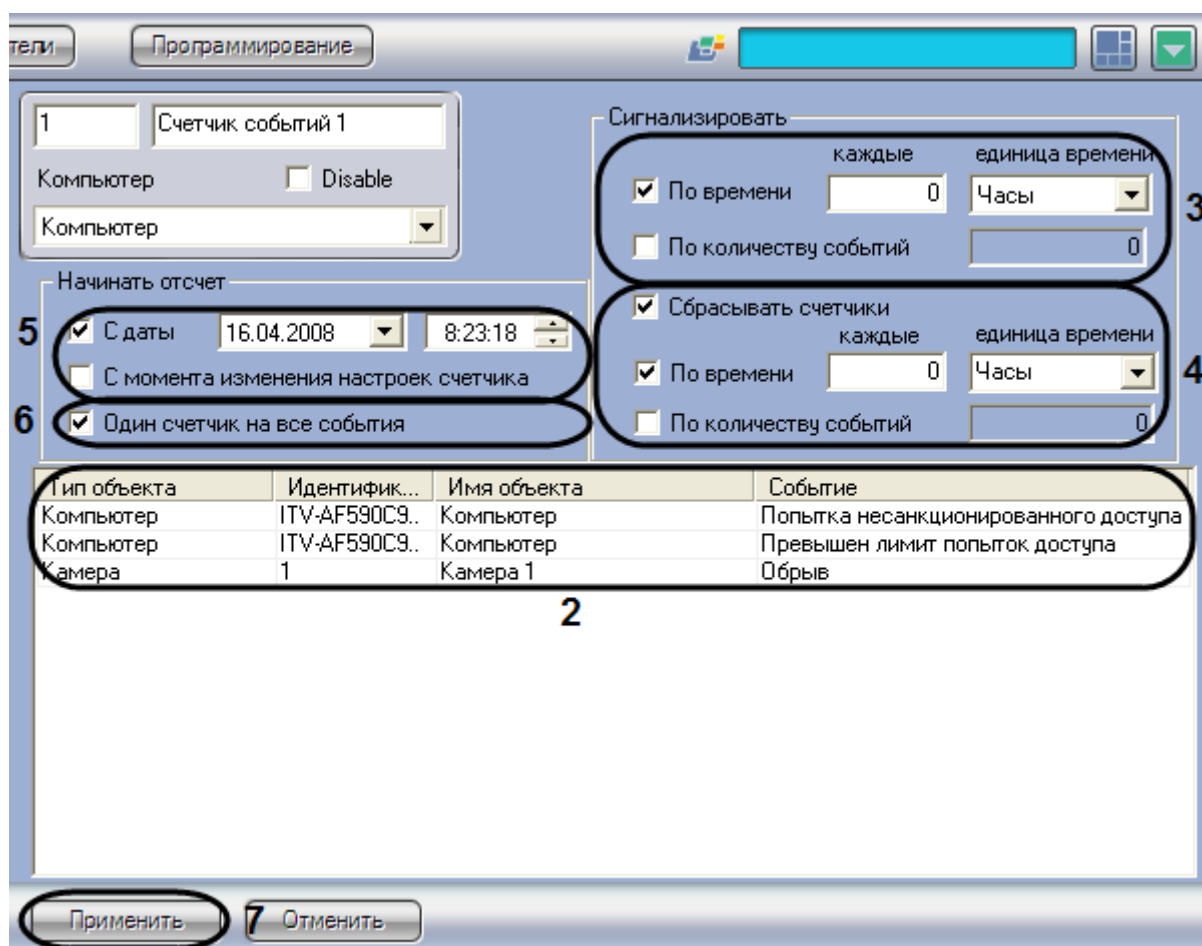 тели Программирование
1 Счетчик событий 1
Компьютер Disable
Компьютер
Сигнализировать
каждые единица времени
По времени 0 Часы
3
По количеству событий 0
Начинать отсчет
5
С даты 16.04.2008 8:23:18
С момента изменения настроек счетчика
6
Один счетчик на все события
Сбрасывать счетчики
каждые единица времени
По времени 0 Часы
4
По количеству событий 0
Тип объекта Идентифик... Имя объекта Событие
Компьютер ITV-AF590C9.. Компьютер Попытка несанкционированного доступа
Компьютер ITV-AF590C9.. Компьютер Превышен лимит попыток доступа
Камера 1 Камера 1 Обрыв
2
Применить 7 Отменить